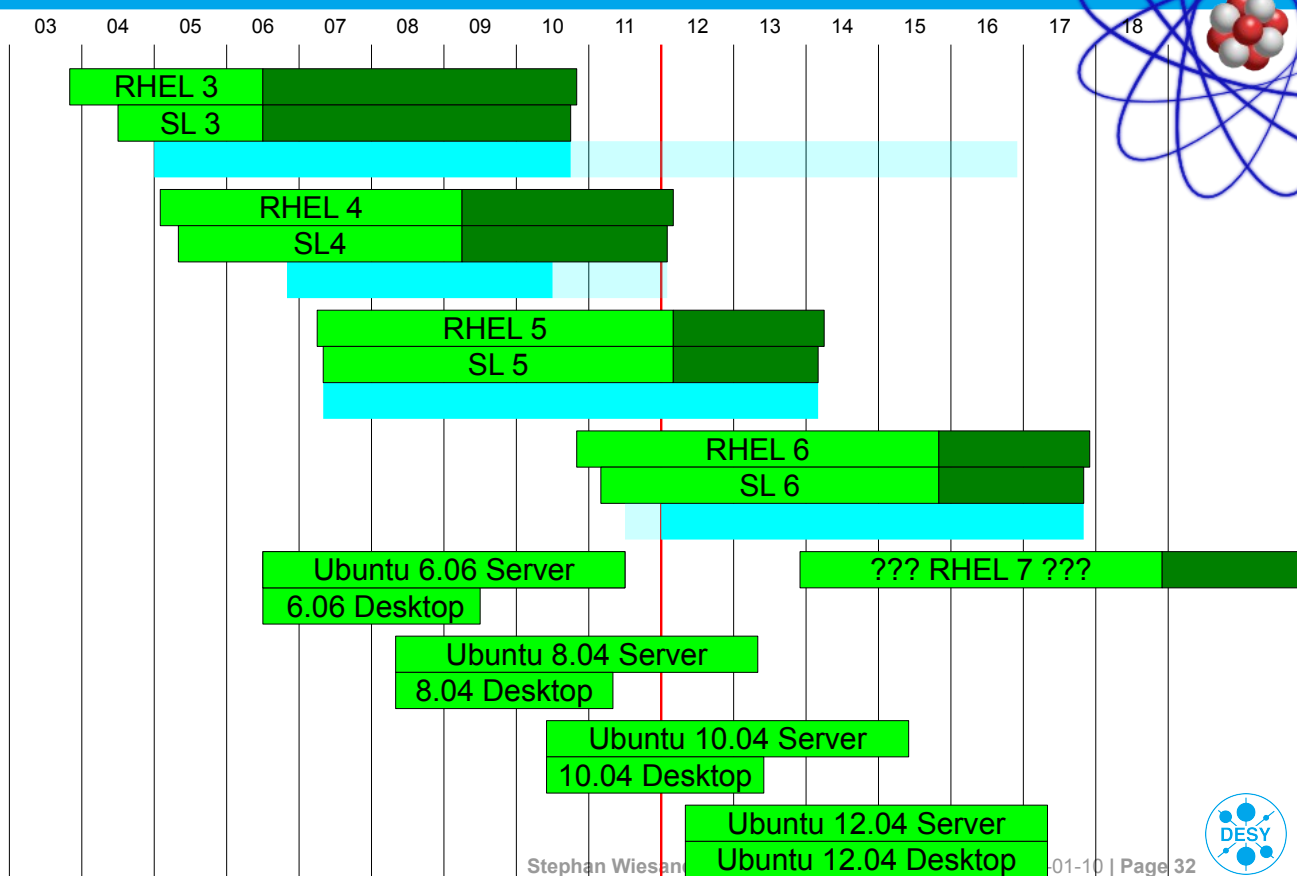 03 04 05 06 07 08 09 10 11 12 13 14 15 16 17 18
RHEL 3
SL 3
RHEL 4
SL4
RHEL 5
SL 5
RHEL 6
SL 6
Ubuntu 6.06 Server
??? RHEL 7 ???
6.06 Desktop
Ubuntu 8.04 Server
8.04 Desktop
Ubuntu 10.04 Server
10.04 Desktop
Ubuntu 12.04 Server
Ubuntu 12.04 Desktop
Stephan -01-10 | Page 32
DESY